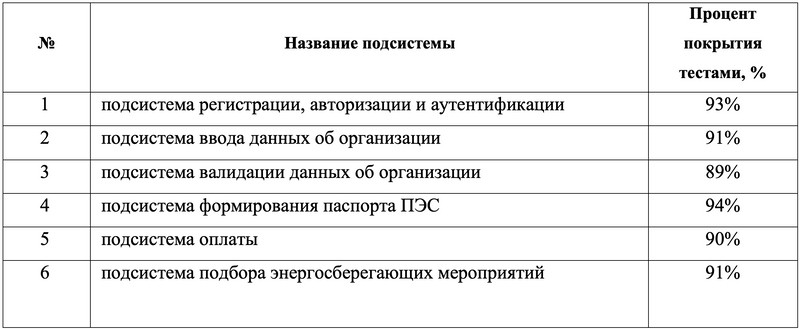 № Название подсистемы Процент
покрытия
тестами, %
1 подсистема регистрации, авторизации и аутентификации 93%
2 подсистема ввода данных об организации 91%
3 подсистема валидации данных об организации 89%
4 подсистема формирования паспорта ПЭС 94%
5 подсистема оплаты 90%
6 подсистема подбора энергосберегающих мероприятий 91%